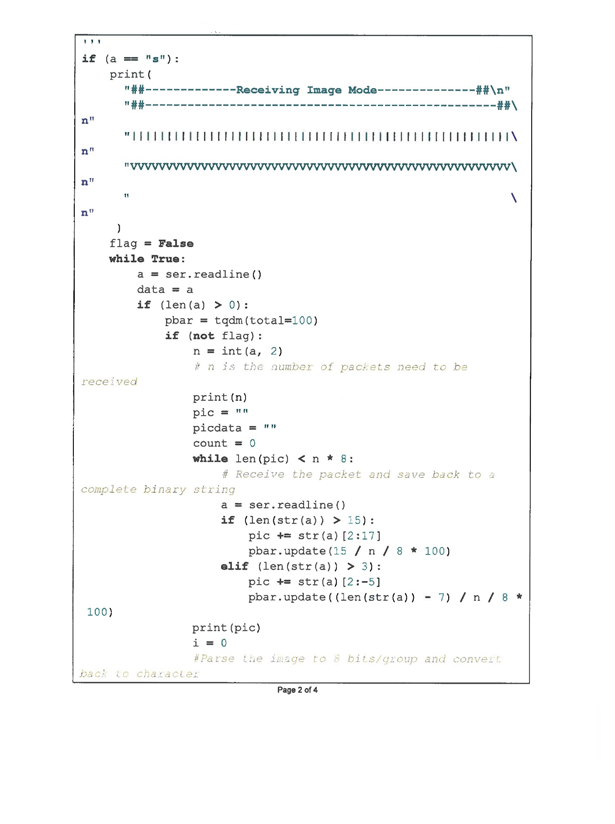 '''
if (a == "s"):
    print(
      "##-------------Receiving Image Mode--------------##\n"
      "##--------------------------------------------------##\
n"
      "||||||||||||||||||||||||||||||||||||||||||||||||||||||\
n"
      "VVVVVVVVVVVVVVVVVVVVVVVVVVVVVVVVVVVVVVVVVVVVVVVVVVVVVV\
n"
      "                                                      \
n"
     )
    flag = False
    while True:
        a = ser.readline()
        data = a
        if (len(a) > 0):
            pbar = tqdm(total=100)
            if (not flag):
                n = int(a, 2)
                # n is the number of packets need to be
received
                print(n)
                pic = ""
                picdata = ""
                count = 0
                while len(pic) < n * 8:
                    # Receive the packet and save back to a
complete binary string
                    a = ser.readline()
                    if (len(str(a)) > 15):
                        pic += str(a)[2:17]
                        pbar.update(15 / n / 8 * 100)
                    elif (len(str(a)) > 3):
                        pic += str(a)[2:-5]
                        pbar.update((len(str(a)) - 7) / n / 8 *
100)
                print(pic)
                i = 0
                #Parse the image to 8 bits/group and convert
back to character
Page 2 of 4